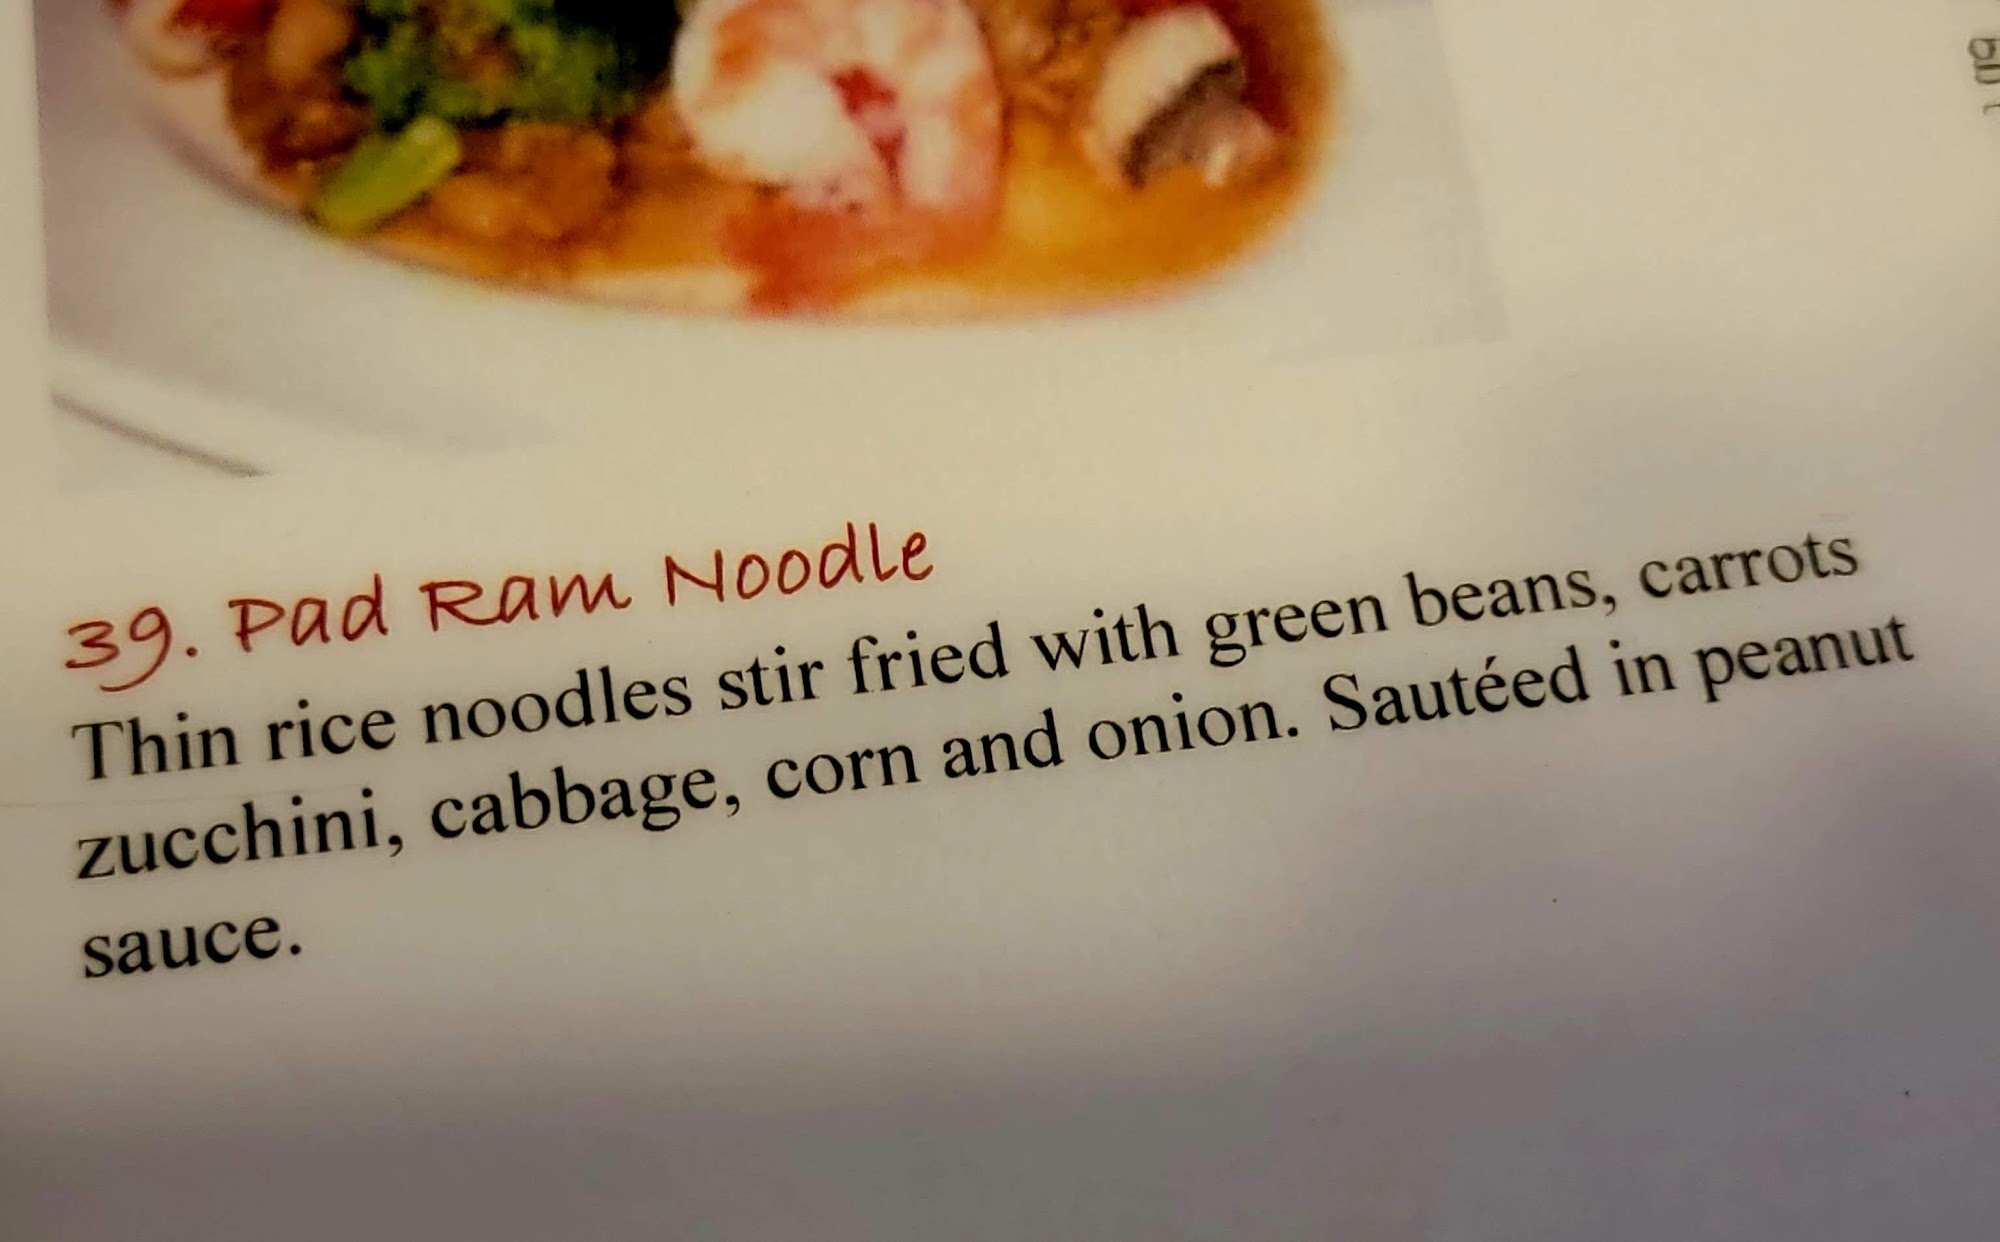 39. Pad Ram Noodle
Thin rice noodles stir fried with green beans, carrots
zucchini, cabbage, corn and onion. Sautéed in peanut
sauce.